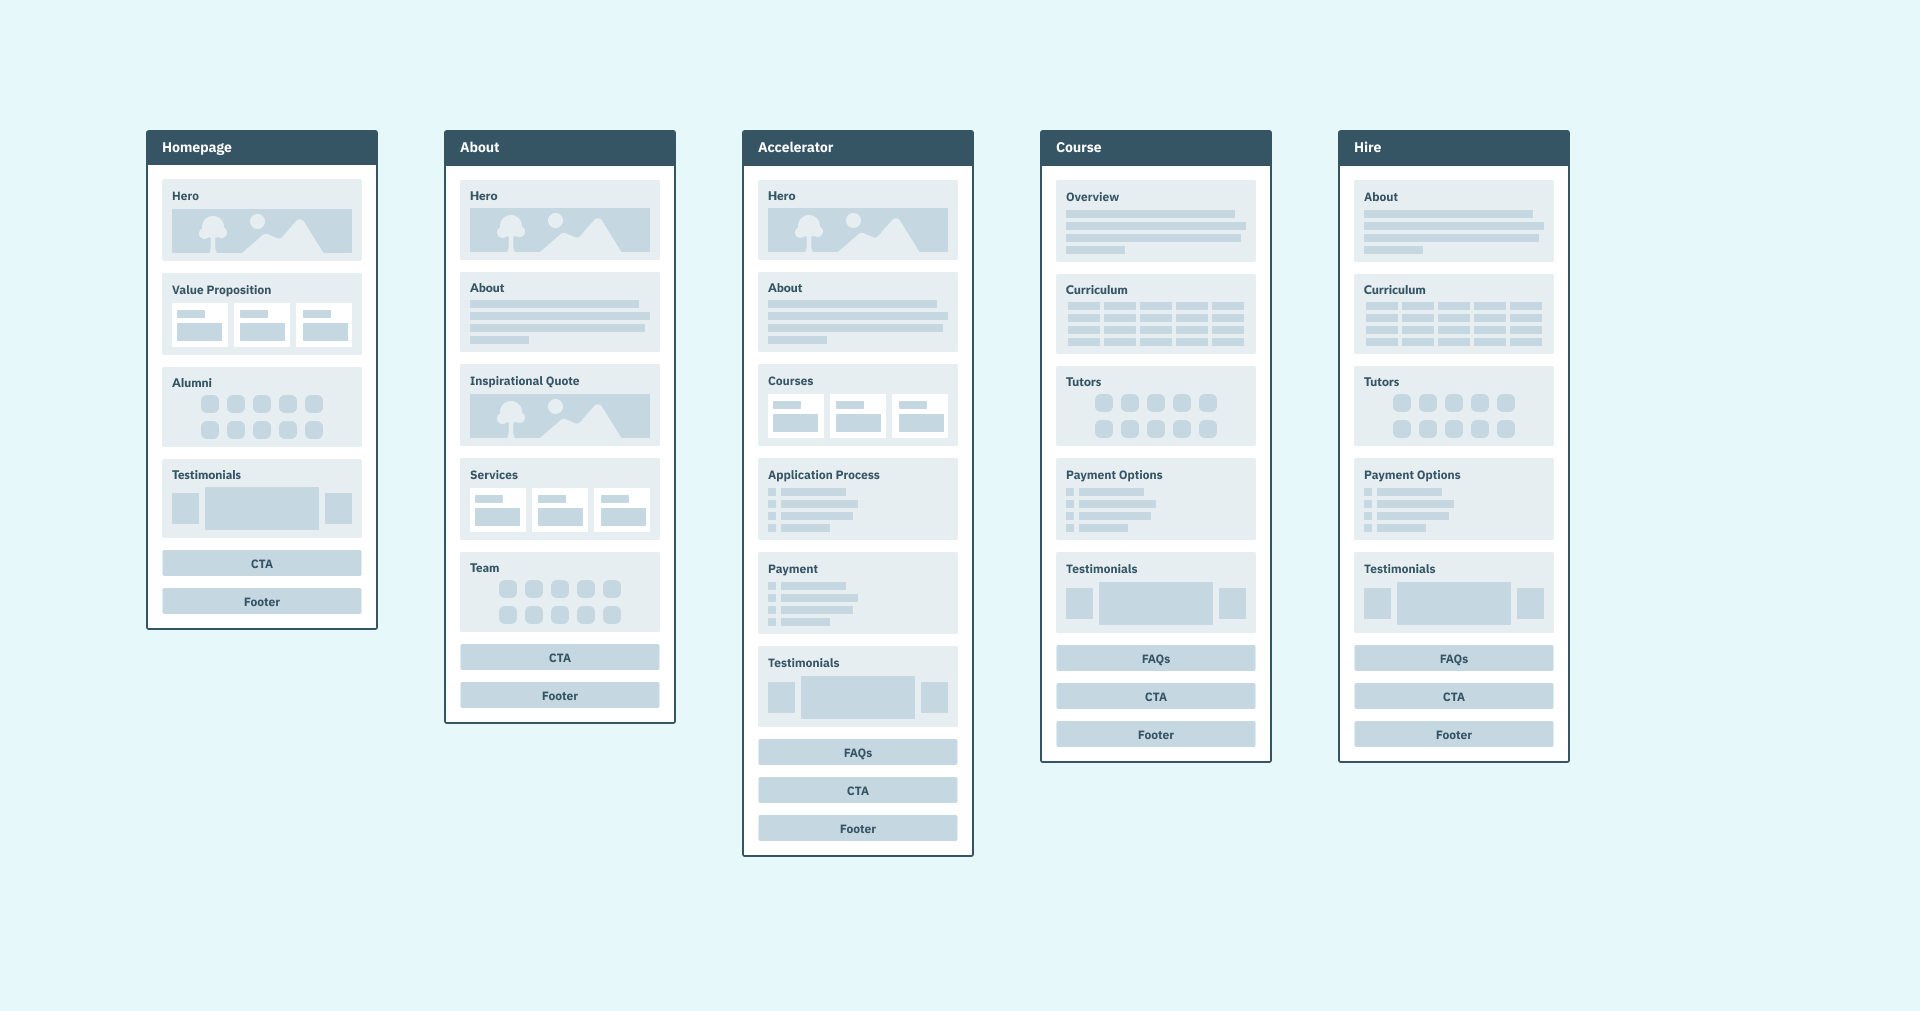 Homepage
Hero
Value Proposition
Alumni
Testimonials
CTA
Footer
About
Hero
About
Inspirational Quote
Services
Team
CTA
Footer
Accelerator
Hero
About
Courses
Application Process
Payment
Testimonials
FAQs
CTA
Footer
Course
Overview
Curriculum
Tutors
Payment Options
Testimonials
FAQs
CTA
Footer
Hire
About
Curriculum
Tutors
Payment Options
Testimonials
FAQs
CTA
Footer